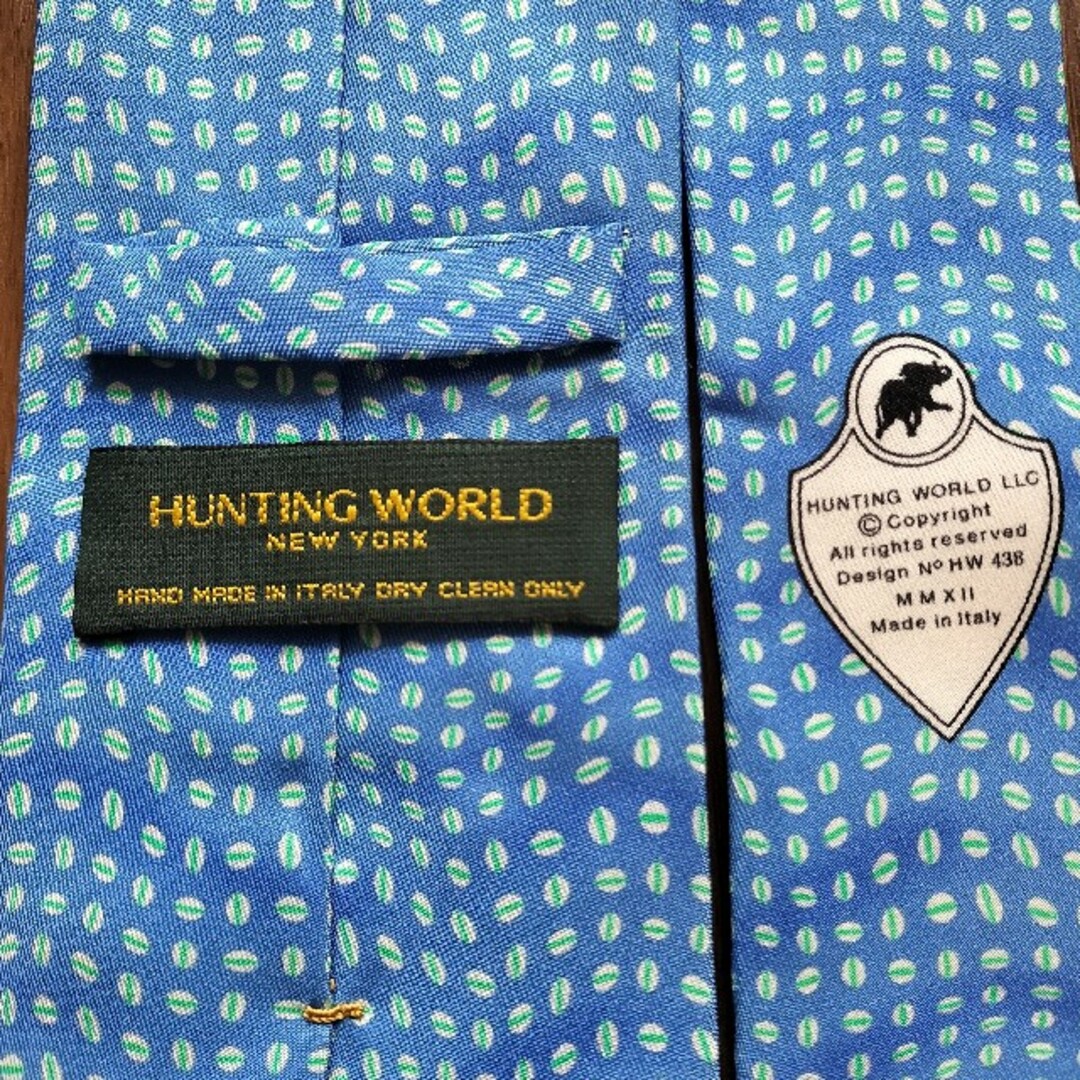 HUNTING WORLD
NEW YORK
HAND MADE IN ITALY DRY CLEAN ONLY
HUNTING WORLD LLC
© Copyright
All rights reserved
Design Nº HW 438
MMXII
Made in Italy